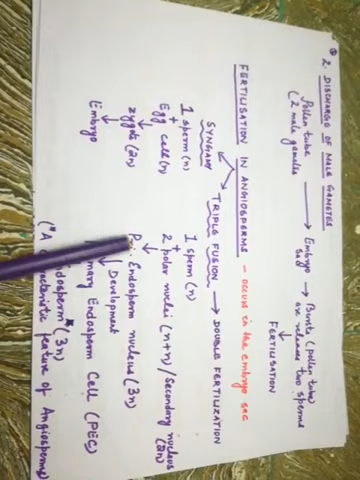 2. DISCHARGE OF MALE GAMETES
Pollen tube → Embryo sac → Bursts (pollen tube)
(2 male gametes releases two sperms
↓
FERTILISATION
FERTILISATION IN ANGIOSPERMS - occurs in the embryo sac
SYNGAMY TRIPLE FUSION → DOUBLE FERTILIZATION
1 sperm (n)
+
Egg cell (n)
↓
zygote (2n)
↓
Embryo
1 sperm (n)
+
2 polar nuclei (n+n) / Secondary nucleus (2n)
↓
Endosperm nucleus (3n)
↓ Development
Endosperm Cell (PEC)
(3n)
feature of Angiosperms)